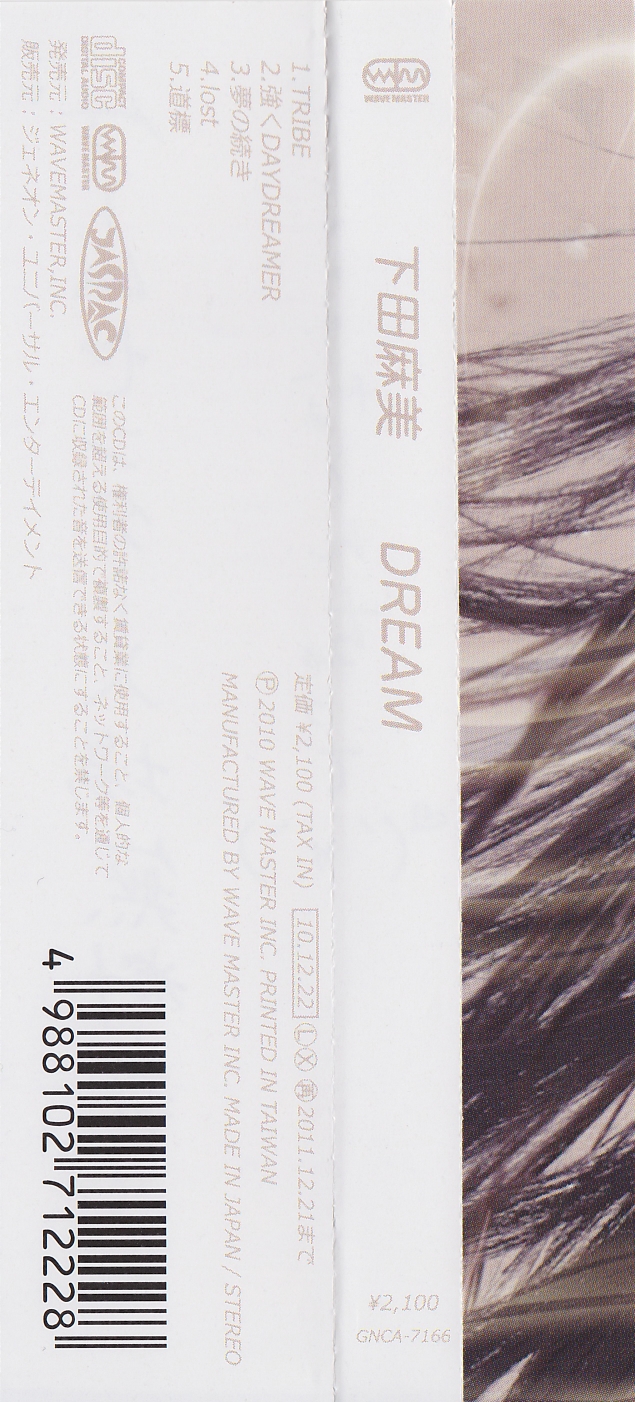 WAVE MASTER
下田麻美 DREAM
¥2,100
GNCA-7166
1.TRIBE
2.強くDAYDREAMER
3.夢の続き
4.lost
5.道標
定価 ¥2,100 (TAX IN) 10.12.22 Ⓛ Ⓧ 2011.12.21まで
Ⓟ 2010 WAVE MASTER INC. PRINTED IN TAIWAN
MANUFACTURED BY WAVE MASTER INC. MADE IN JAPAN / STEREO
COMPACT
disc
DIGITAL AUDIO
WAVE MASTER
JASRAC
このCDは、権利者の許諾なく賃貸業に使用すること、個人的な
範囲を超える使用目的で複製すること、ネットワーク等を通じて
CDに収録された音を送信できる状態にすることを禁じます。
発売元：WAVEMASTER,INC.
販売元：ジェネオン・ユニバーサル・エンターテイメント
4 988102 712228